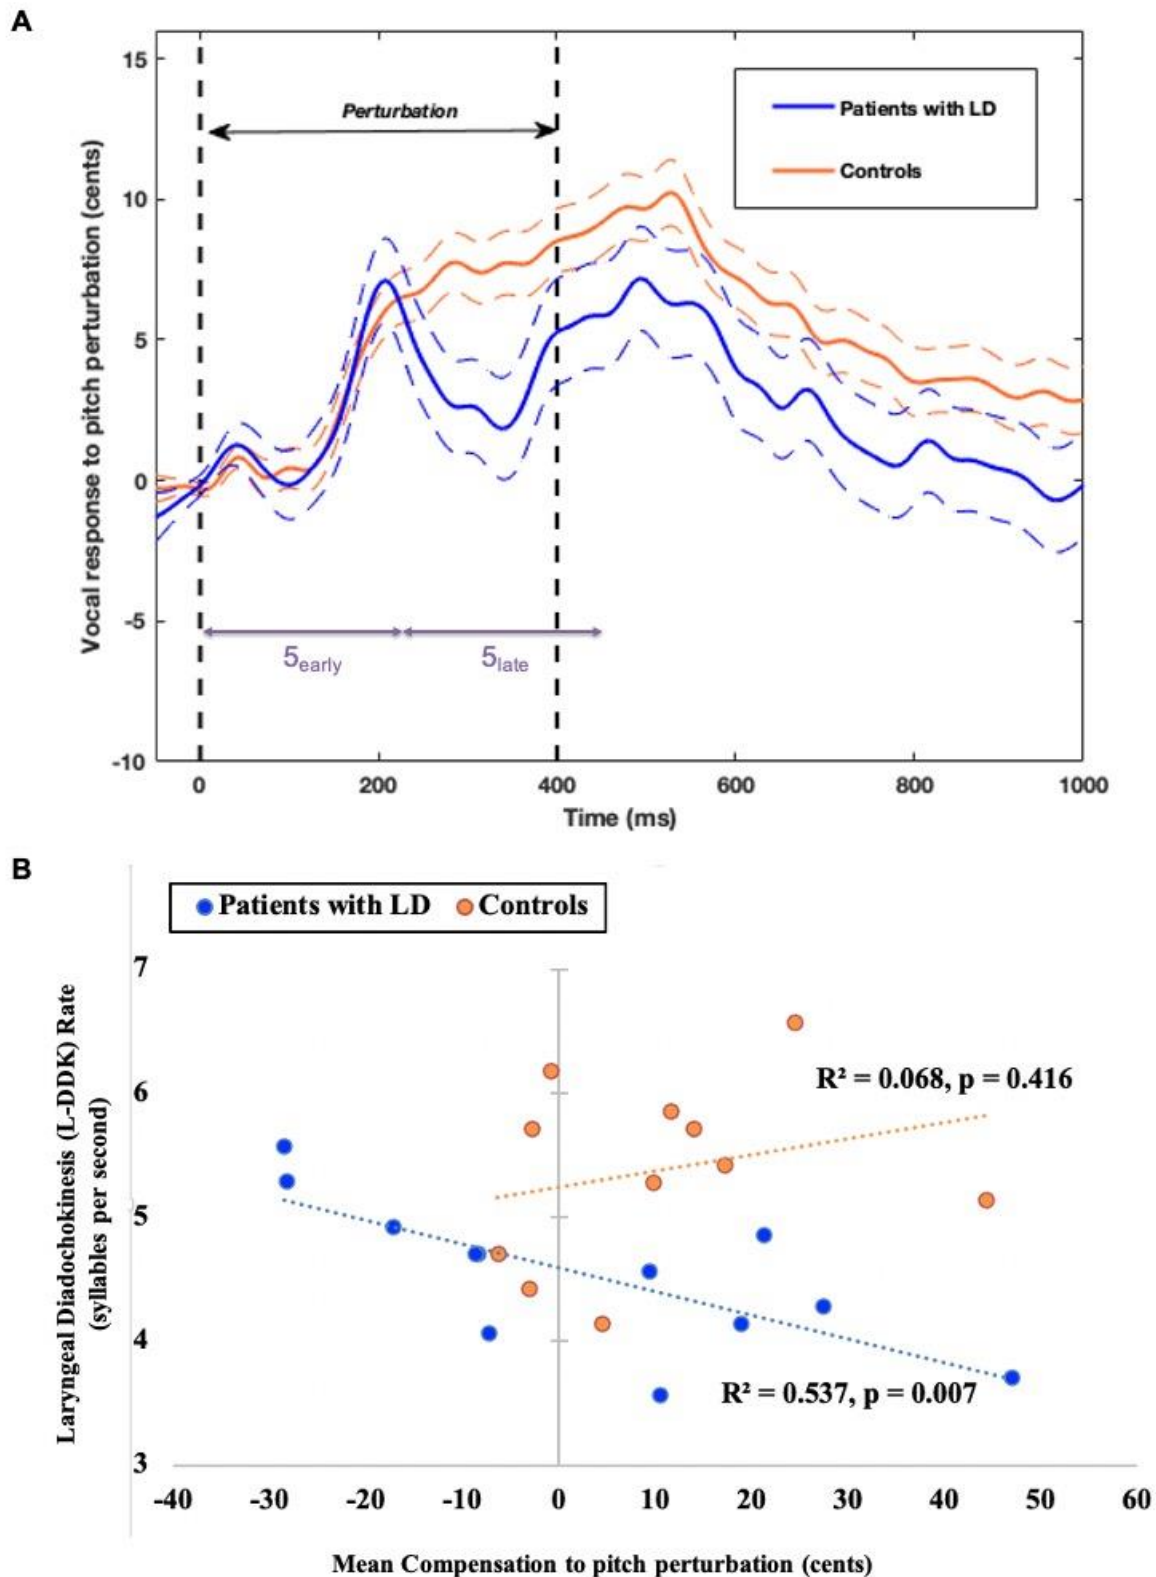 A
15
10
5
0
-5
-10
Vocal response to pitch perturbation (cents)
Perturbation
Patients with LD
Controls
5early
5late
0 200 400 600 800 1000
Time (ms)
B
Patients with LD Controls
7
6
5
4
3
Laryngeal Diadochokinesis (L-DDK) Rate
(syllables per second)
R² = 0.068, p = 0.416
R² = 0.537, p = 0.007
-40 -30 -20 -10 0 10 20 30 40 50 60
Mean Compensation to pitch perturbation (cents)